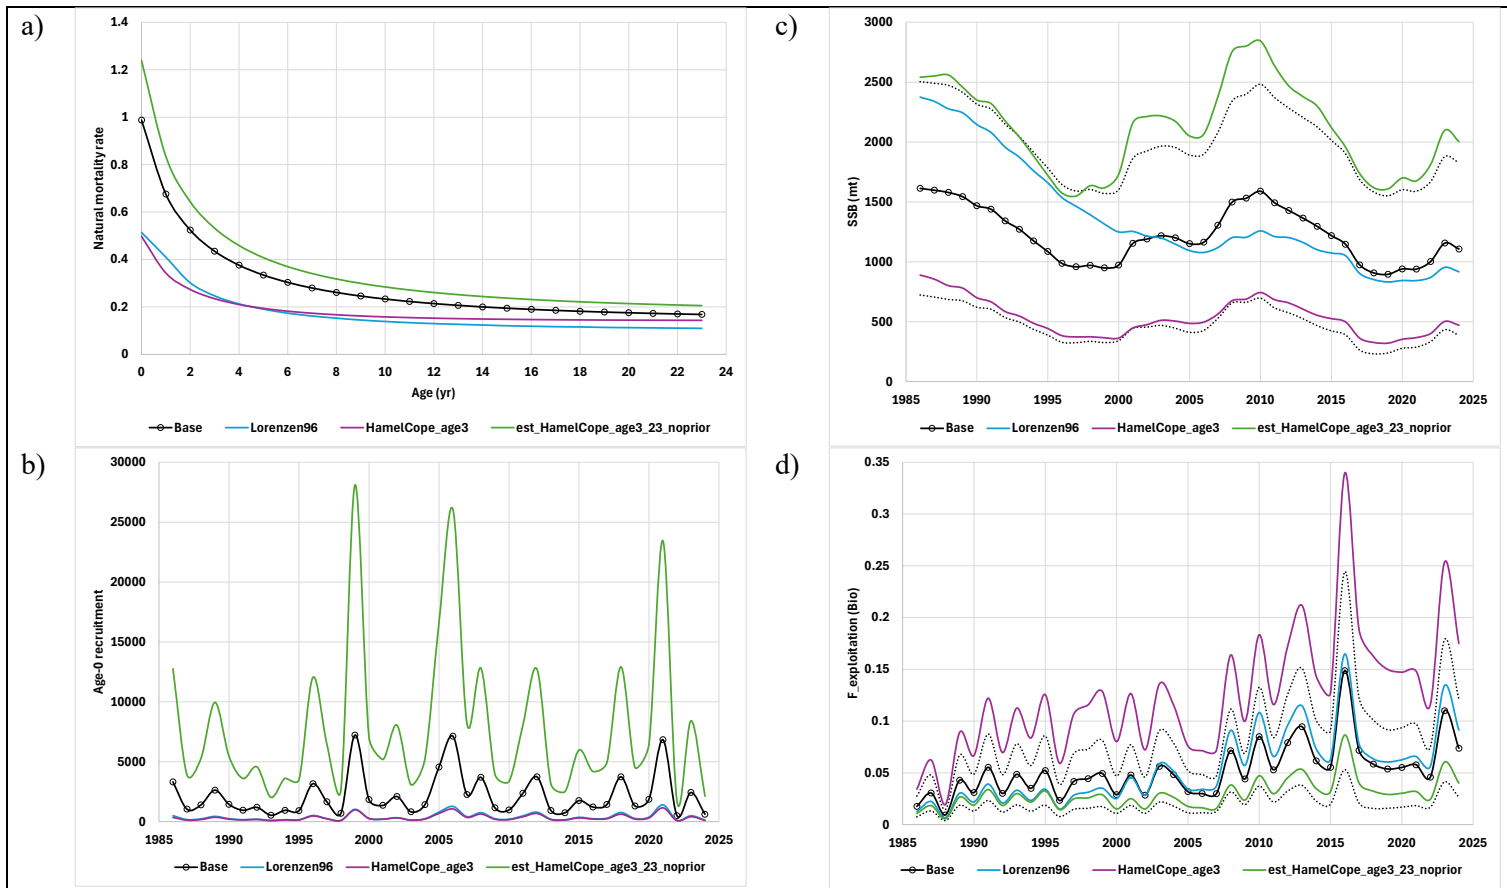 a)
1.4
1.2
1
0.8
0.6
0.4
0.2
0
Natural mortality rate
0 2 4 6 8 10 12 14 16 18 20 22 24
Age (yr)
Base Lorenzen96 HamelCope_age3 est_HamelCope_age3_23_noprior
c)
3000
2500
2000
1500
1000
500
0
SSB (mt)
1985 1990 1995 2000 2005 2010 2015 2020 2025
Base Lorenzen96 HamelCope_age3 est_HamelCope_age3_23_noprior
b)
30000
25000
20000
15000
10000
5000
0
Age-0 recruitment
1985 1990 1995 2000 2005 2010 2015 2020 2025
Base Lorenzen96 HamelCope_age3 est_HamelCope_age3_23_noprior
d)
0.35
0.3
0.25
0.2
0.15
0.1
0.05
0
F_exploitation (Bio)
1985 1990 1995 2000 2005 2010 2015 2020 2025
Base Lorenzen96 HamelCope_age3 est_HamelCope_age3_23_noprior